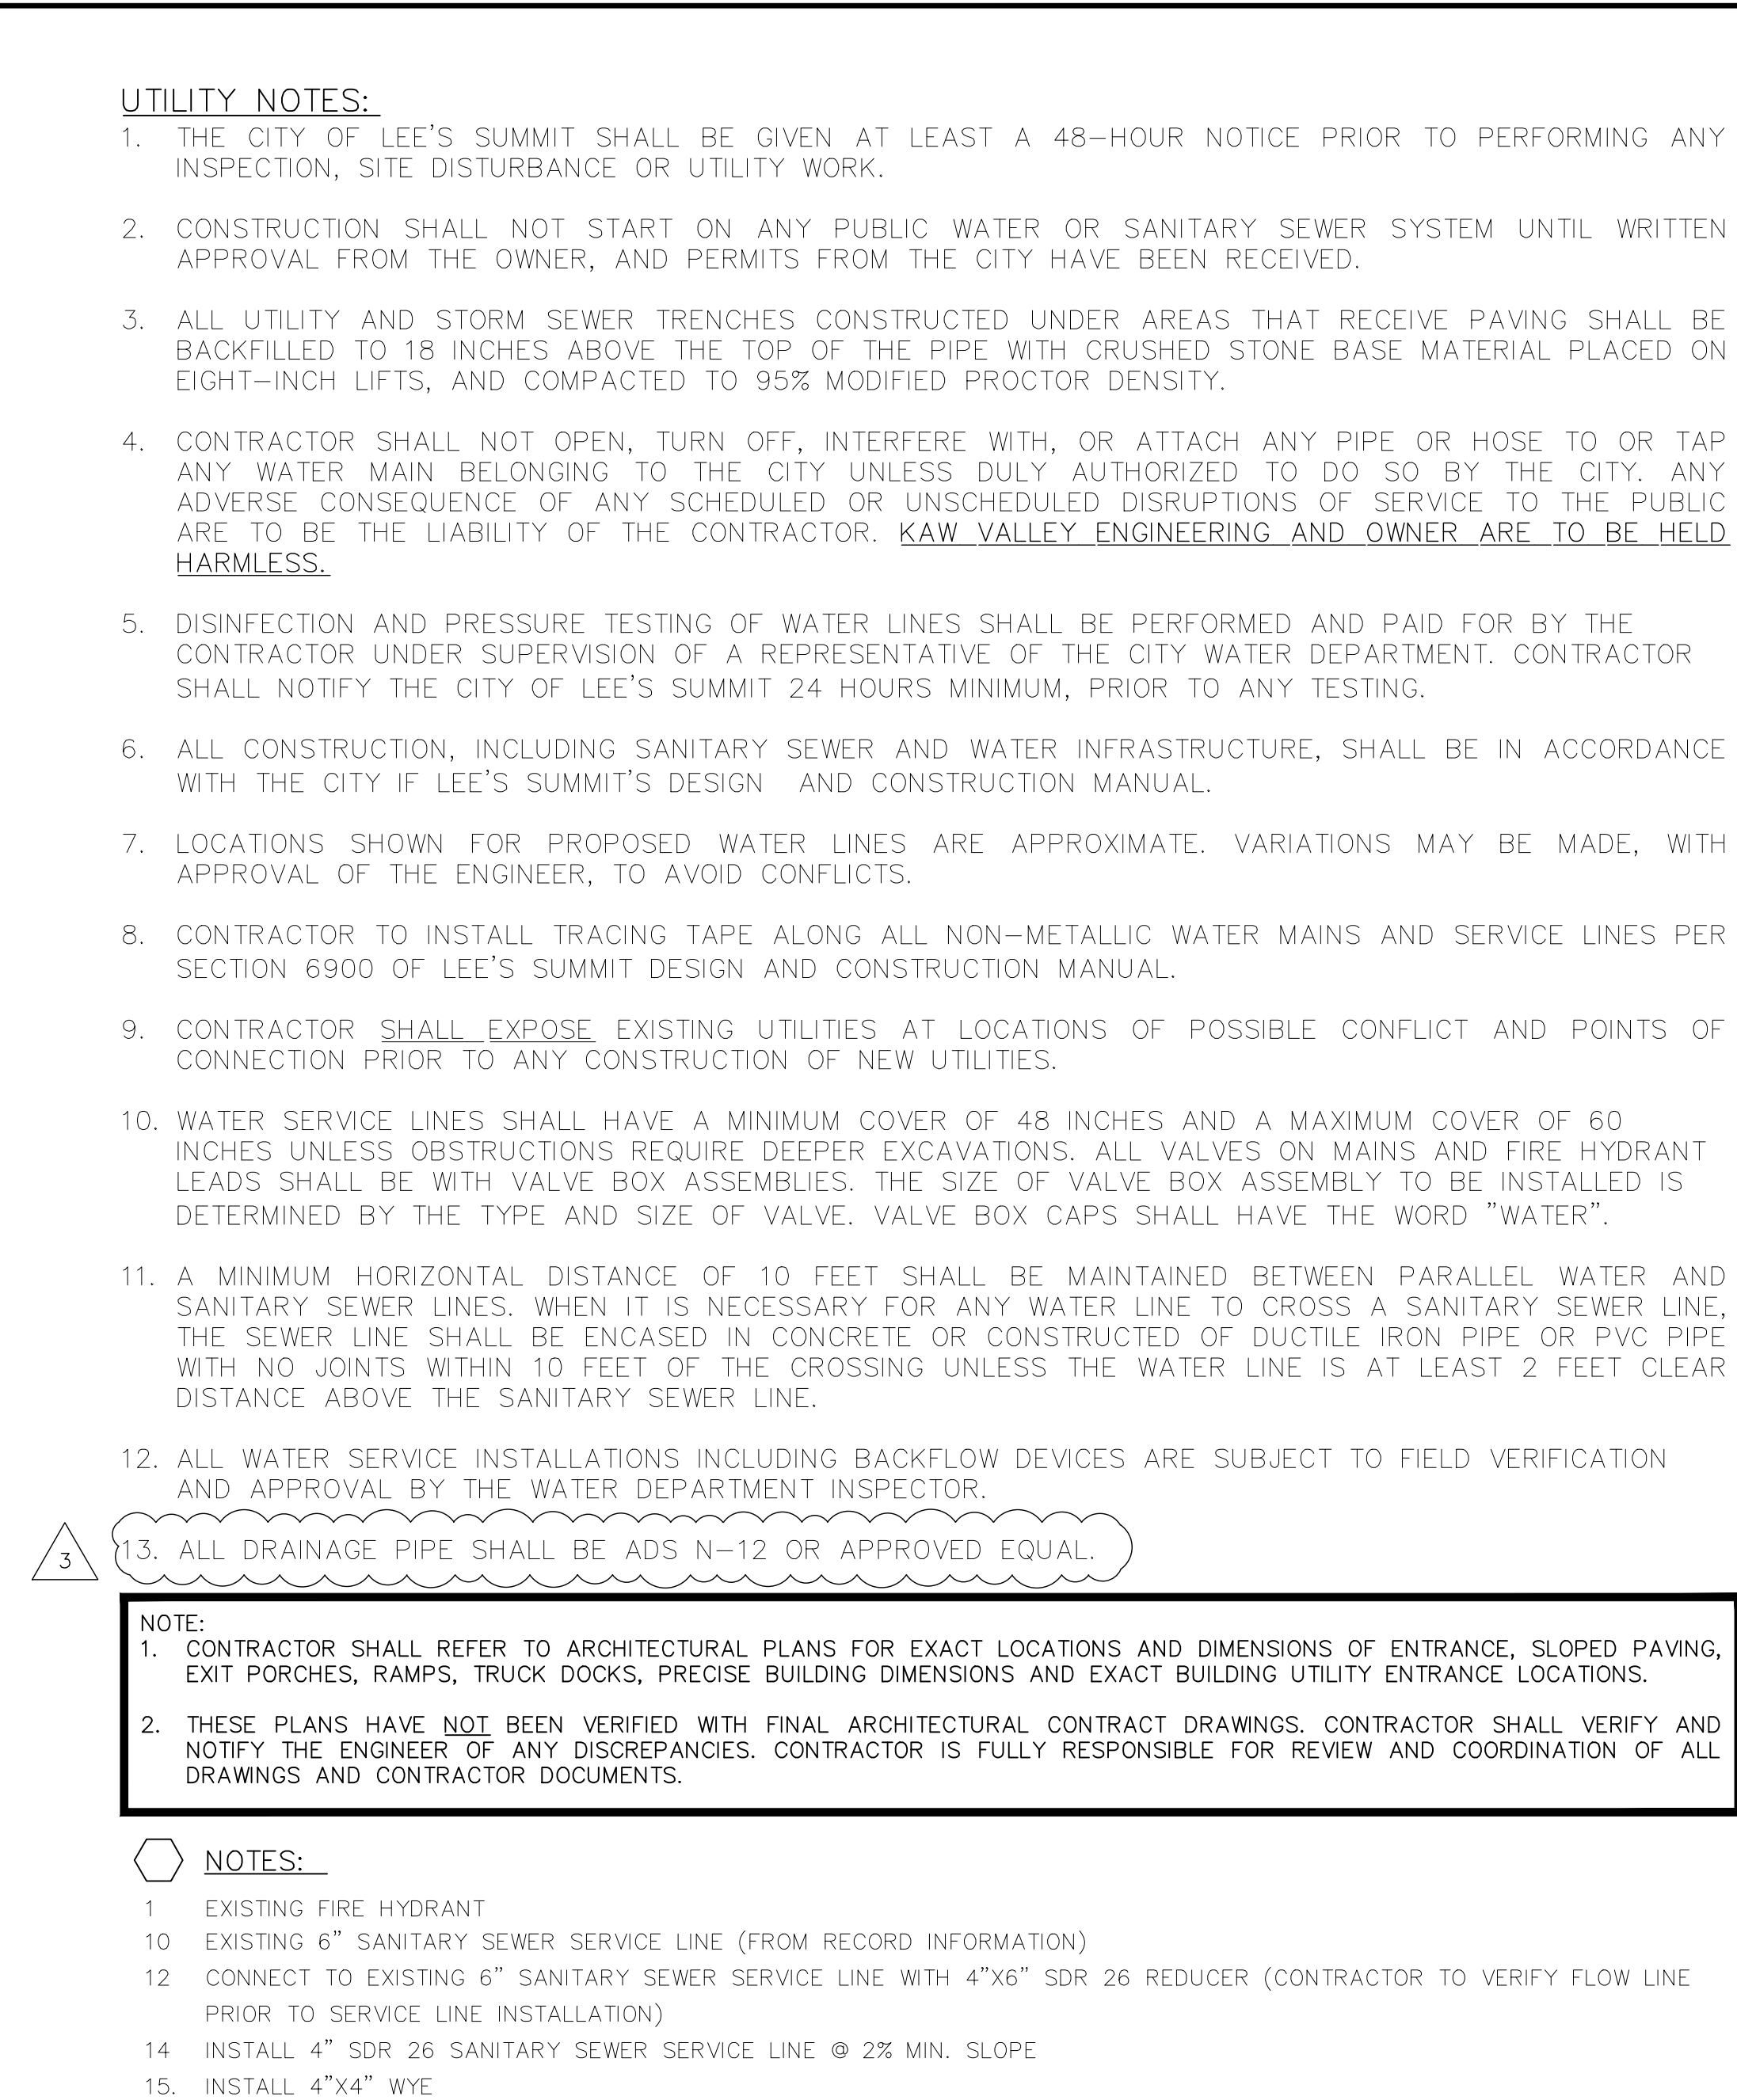 UTILITY NOTES:
1. THE CITY OF LEE'S SUMMIT SHALL BE GIVEN AT LEAST A 48-HOUR NOTICE PRIOR TO PERFORMING ANY
INSPECTION, SITE DISTURBANCE OR UTILITY WORK.
2. CONSTRUCTION SHALL NOT START ON ANY PUBLIC WATER OR SANITARY SEWER SYSTEM UNTIL WRITTEN
APPROVAL FROM THE OWNER, AND PERMITS FROM THE CITY HAVE BEEN RECEIVED.
3. ALL UTILITY AND STORM SEWER TRENCHES CONSTRUCTED UNDER AREAS THAT RECEIVE PAVING SHALL BE
BACKFILLED TO 18 INCHES ABOVE THE TOP OF THE PIPE WITH CRUSHED STONE BASE MATERIAL PLACED ON
EIGHT-INCH LIFTS, AND COMPACTED TO 95% MODIFIED PROCTOR DENSITY.
4. CONTRACTOR SHALL NOT OPEN, TURN OFF, INTERFERE WITH, OR ATTACH ANY PIPE OR HOSE TO OR TAP
ANY WATER MAIN BELONGING TO THE CITY UNLESS DULY AUTHORIZED TO DO SO BY THE CITY. ANY
ADVERSE CONSEQUENCE OF ANY SCHEDULED OR UNSCHEDULED DISRUPTIONS OF SERVICE TO THE PUBLIC
ARE TO BE THE LIABILITY OF THE CONTRACTOR. KAW VALLEY ENGINEERING AND OWNER ARE TO BE HELD
HARMLESS.
5. DISINFECTION AND PRESSURE TESTING OF WATER LINES SHALL BE PERFORMED AND PAID FOR BY THE
CONTRACTOR UNDER SUPERVISION OF A REPRESENTATIVE OF THE CITY WATER DEPARTMENT. CONTRACTOR
SHALL NOTIFY THE CITY OF LEE'S SUMMIT 24 HOURS MINIMUM, PRIOR TO ANY TESTING.
6. ALL CONSTRUCTION, INCLUDING SANITARY SEWER AND WATER INFRASTRUCTURE, SHALL BE IN ACCORDANCE
WITH THE CITY IF LEE'S SUMMIT'S DESIGN AND CONSTRUCTION MANUAL.
7. LOCATIONS SHOWN FOR PROPOSED WATER LINES ARE APPROXIMATE. VARIATIONS MAY BE MADE, WITH
APPROVAL OF THE ENGINEER, TO AVOID CONFLICTS.
8. CONTRACTOR TO INSTALL TRACING TAPE ALONG ALL NON-METALLIC WATER MAINS AND SERVICE LINES PER
SECTION 6900 OF LEE'S SUMMIT DESIGN AND CONSTRUCTION MANUAL.
9. CONTRACTOR SHALL EXPOSE EXISTING UTILITIES AT LOCATIONS OF POSSIBLE CONFLICT AND POINTS OF
CONNECTION PRIOR TO ANY CONSTRUCTION OF NEW UTILITIES.
10. WATER SERVICE LINES SHALL HAVE A MINIMUM COVER OF 48 INCHES AND A MAXIMUM COVER OF 60
INCHES UNLESS OBSTRUCTIONS REQUIRE DEEPER EXCAVATIONS. ALL VALVES ON MAINS AND FIRE HYDRANT
LEADS SHALL BE WITH VALVE BOX ASSEMBLIES. THE SIZE OF VALVE BOX ASSEMBLY TO BE INSTALLED IS
DETERMINED BY THE TYPE AND SIZE OF VALVE. VALVE BOX CAPS SHALL HAVE THE WORD "WATER".
11. A MINIMUM HORIZONTAL DISTANCE OF 10 FEET SHALL BE MAINTAINED BETWEEN PARALLEL WATER AND
SANITARY SEWER LINES. WHEN IT IS NECESSARY FOR ANY WATER LINE TO CROSS A SANITARY SEWER LINE,
THE SEWER LINE SHALL BE ENCASED IN CONCRETE OR CONSTRUCTED OF DUCTILE IRON PIPE OR PVC PIPE
WITH NO JOINTS WITHIN 10 FEET OF THE CROSSING UNLESS THE WATER LINE IS AT LEAST 2 FEET CLEAR
DISTANCE ABOVE THE SANITARY SEWER LINE.
12. ALL WATER SERVICE INSTALLATIONS INCLUDING BACKFLOW DEVICES ARE SUBJECT TO FIELD VERIFICATION
AND APPROVAL BY THE WATER DEPARTMENT INSPECTOR.
3 13. ALL DRAINAGE PIPE SHALL BE ADS N-12 OR APPROVED EQUAL.
NOTE:
1. CONTRACTOR SHALL REFER TO ARCHITECTURAL PLANS FOR EXACT LOCATIONS AND DIMENSIONS OF ENTRANCE, SLOPED PAVING,
EXIT PORCHES, RAMPS, TRUCK DOCKS, PRECISE BUILDING DIMENSIONS AND EXACT BUILDING UTILITY ENTRANCE LOCATIONS.
2. THESE PLANS HAVE NOT BEEN VERIFIED WITH FINAL ARCHITECTURAL CONTRACT DRAWINGS. CONTRACTOR SHALL VERIFY AND
NOTIFY THE ENGINEER OF ANY DISCREPANCIES. CONTRACTOR IS FULLY RESPONSIBLE FOR REVIEW AND COORDINATION OF ALL
DRAWINGS AND CONTRACTOR DOCUMENTS.
NOTES:
1 EXISTING FIRE HYDRANT
10 EXISTING 6" SANITARY SEWER SERVICE LINE (FROM RECORD INFORMATION)
12 CONNECT TO EXISTING 6" SANITARY SEWER SERVICE LINE WITH 4"X6" SDR 26 REDUCER (CONTRACTOR TO VERIFY FLOW LINE
PRIOR TO SERVICE LINE INSTALLATION)
14 INSTALL 4" SDR 26 SANITARY SEWER SERVICE LINE @ 2% MIN. SLOPE
15. INSTALL 4"X4" WYE